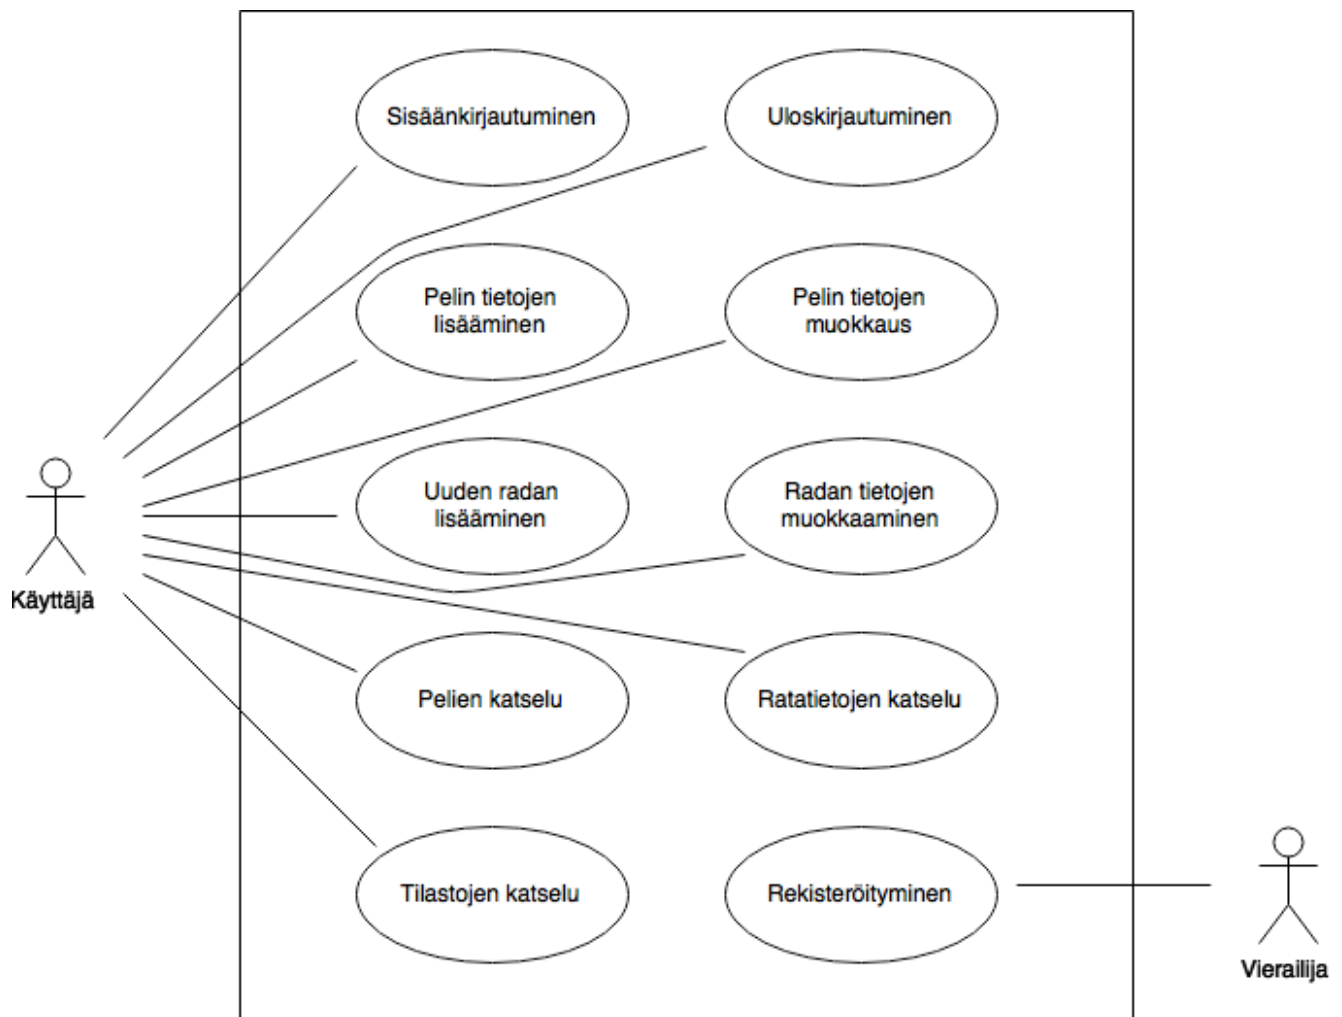 Sisäänkirjautuminen
Uloskirjautuminen
Pelin tietojen
lisääminen
Pelin tietojen
muokkaus
Uuden radan
lisääminen
Radan tietojen
muokkaaminen
Käyttäjä
Pelien katselu
Ratatietojen katselu
Tilastojen katselu
Rekisteröityminen
Vierailija